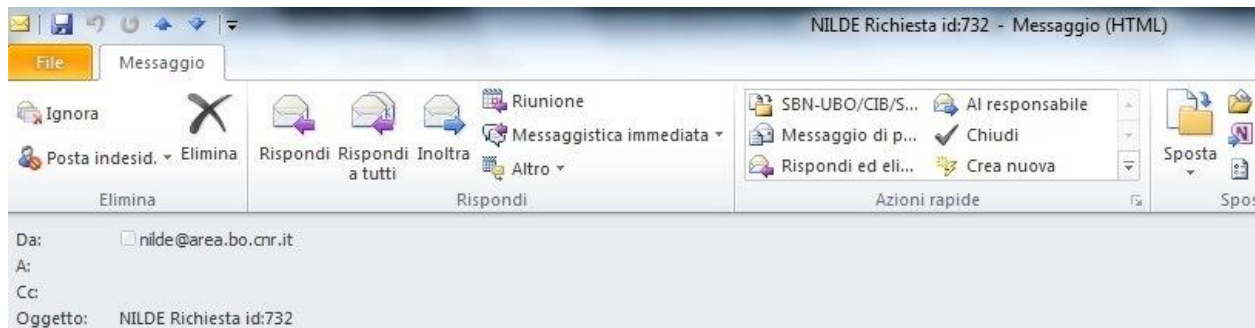 NILDE Richiesta id:732 - Messaggio (HTML)
File Messaggio
Ignora
Posta indesid.
Elimina
Rispondi
Rispondi a tutti
Inoltra
Riunione
Messaggistica immediata
Altro
SBN-UBO/CIB/S...
Al responsabile
Messaggio di p...
Chiudi
Rispondi ed eli...
Crea nuova
Sposta
Elimina
Rispondi
Azioni rapide
Spos
Da: nilde@area.bo.cnr.it
A:
Cc:
Oggetto: NILDE Richiesta id:732